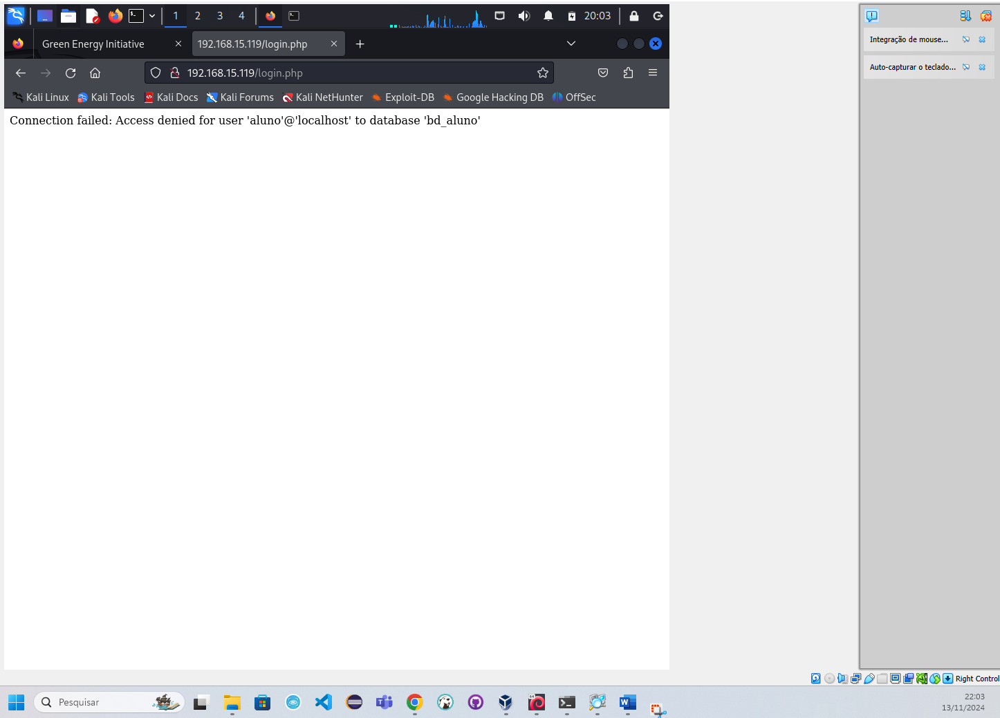 1 2 3 4 20:03
Green Energy Initiative 192.168.15.119/login.php
192.168.15.119/login.php
Kali Linux Kali Tools Kali Docs Kali Forums Kali NetHunter Exploit-DB Google Hacking DB OffSec
Connection failed: Access denied for user 'aluno'@'localhost' to database 'bd_aluno'
Integração de mouse...
Auto-capturar o teclado...
Right Control
Pesquisar
22:03
13/11/2024